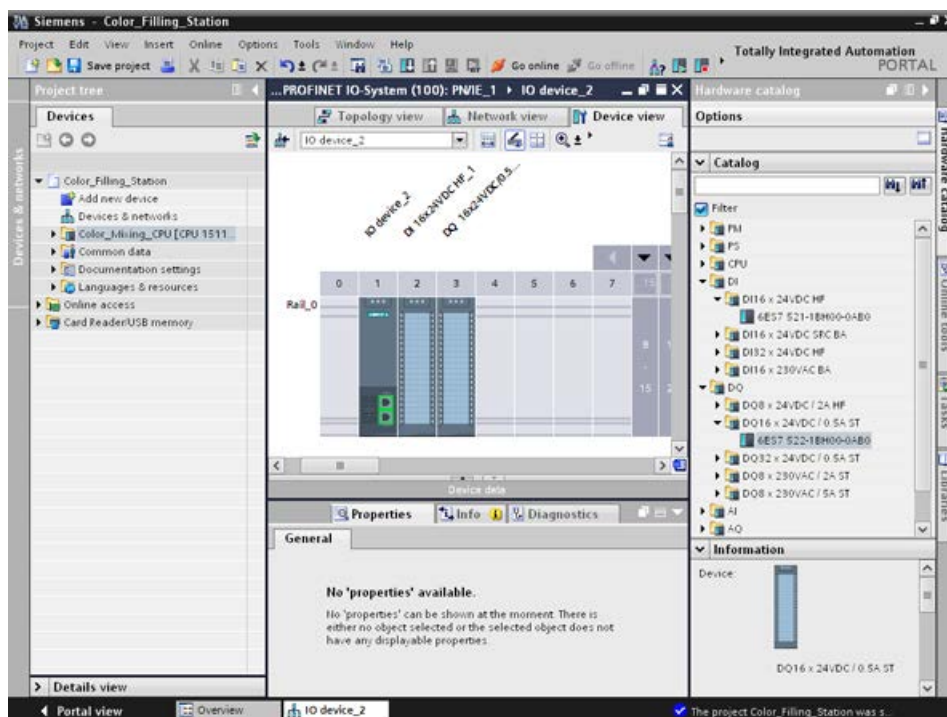 Siemens - Color_Filling_Station
Project Edit View Insert Online Options Tools Window Help
Totally Integrated Automation
PORTAL
Save project
Go online
Go offline
Project tree
Devices
Color_Filling_Station
Add new device
Devices & networks
Color_Mixing_CPU [CPU 1511...
Common data
Documentation settings
Languages & resources
Online access
Card Reader/USB memory
Details view
Devices & networks
...PROFINET IO-System (100): PN/IE_1 IO device_2
Topology view
Network view
Device view
IO device_2
IO device_2
DI 16x24VDC HF_1
DQ 16x24VDC/0.5...
0 1 2 3 4 5 6 7
Rail_0
15
Device data
Properties
Info
Diagnostics
General
No 'properties' available.
No 'properties' can be shown at the moment. There is
either no object selected or the selected object does not
have any displayable properties.
Hardware catalog
Options
Catalog
Filter
PM
PS
CPU
DI
DI16 x 24VDC HF
6ES7 521-1BH00-0AB0
DI16 x 24VDC SRC BA
DI32 x 24VDC HF
DI16 x 230VAC BA
DQ
DQ8 x 24VDC / 2A HF
DQ16 x 24VDC / 0.5A ST
6ES7 522-1BH00-0AB0
DQ32 x 24VDC / 0.5A ST
DQ8 x 230VAC / 2A ST
DQ8 x 230VAC / 5A ST
AI
AQ
Information
Device:
DQ16 x 24VDC / 0.5A ST
Hardware catalog
Online tools
Tasks
Libraries
Portal view
Overview
IO device_2
The project Color_Filling_Station was s...